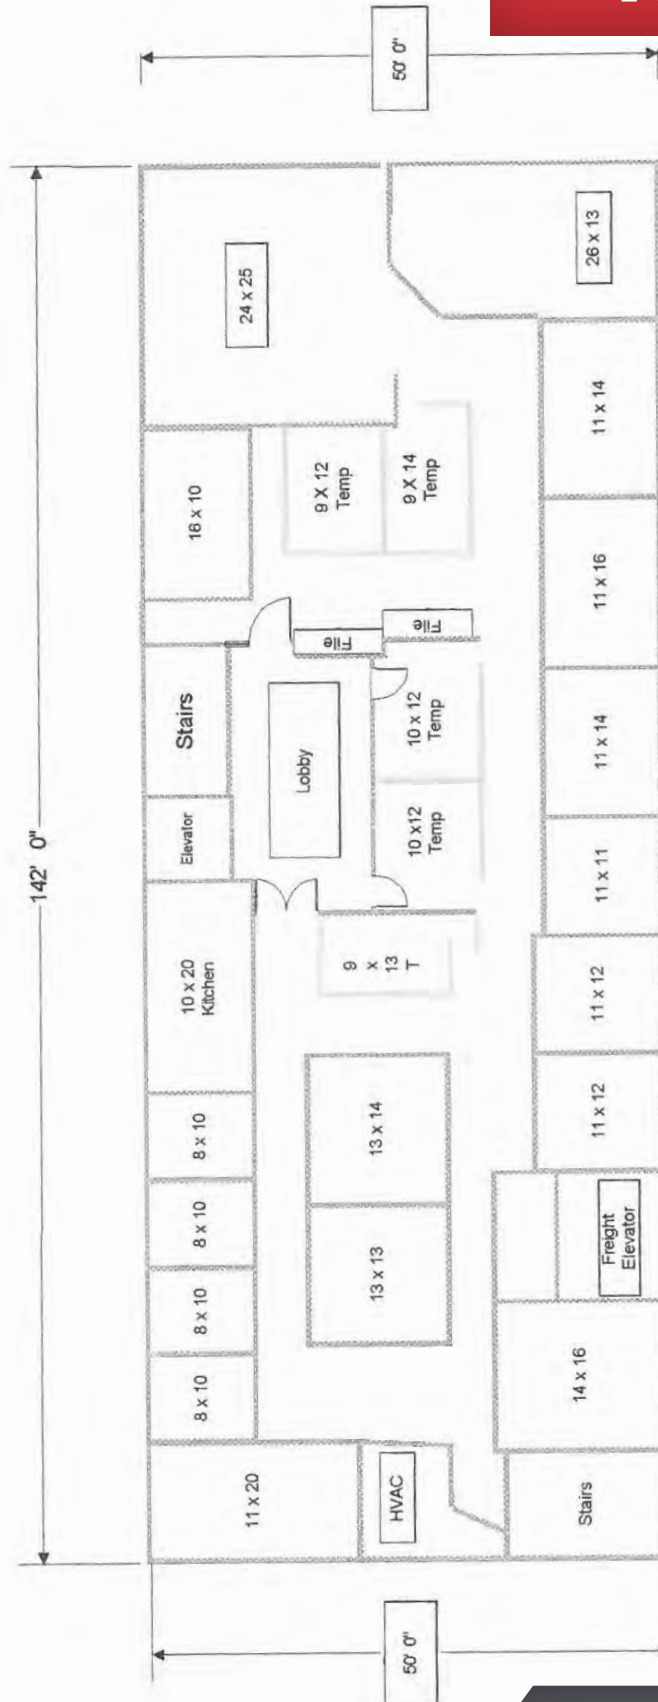 142' 0"
50' 0"
11 x 20
8 x 10
8 x 10
8 x 10
8 x 10
10 x 20
Kitchen
Elevator
Stairs
18 x 10
24 x 25
50' 0"
HVAC
13 x 13
13 x 14
9
x
13
T
Lobby
10 x12
Temp
10 x 12
Temp
File
File
9 X 12
Temp
9 X 14
Temp
Stairs
14 x 16
Freight
Elevator
11 x 12
11 x 12
11 x 11
11 x 14
11 x 16
11 x 14
26 x 13